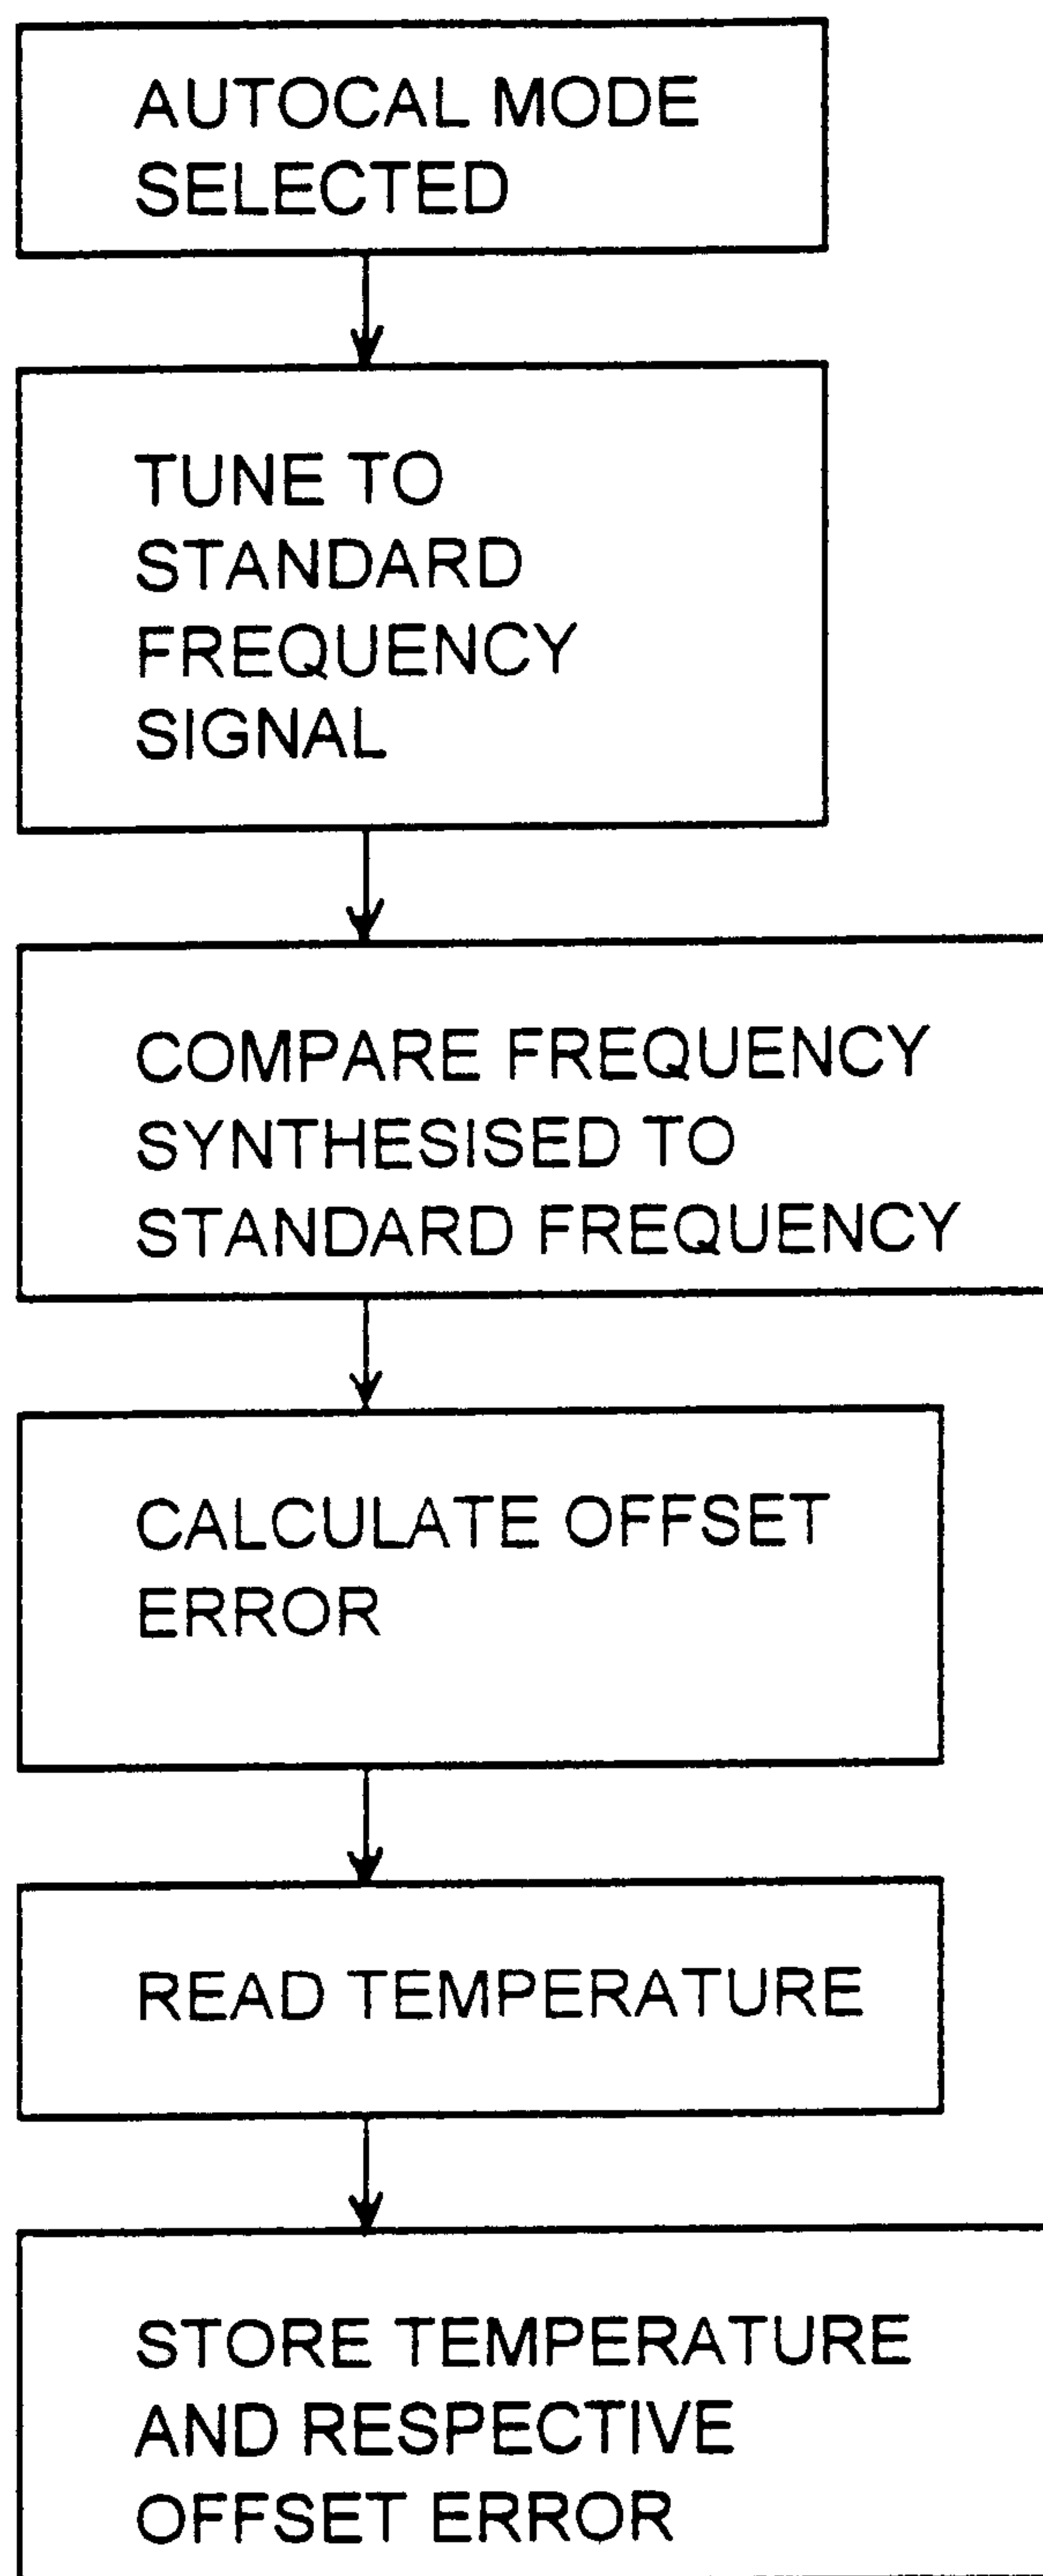 AUTOCAL MODE
SELECTED
TUNE TO
STANDARD
FREQUENCY
SIGNAL
COMPARE FREQUENCY
SYNTHESISED TO
STANDARD FREQUENCY
CALCULATE OFFSET
ERROR
READ TEMPERATURE
STORE TEMPERATURE
AND RESPECTIVE
OFFSET ERROR